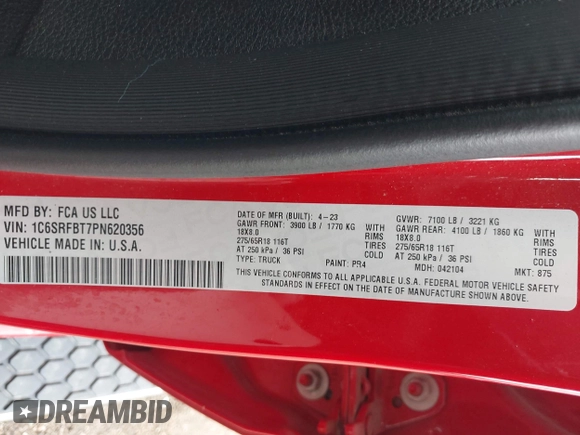 MFD BY: FCA US LLC
VIN: 1C6SRFBT7PN620356
VEHICLE MADE IN: U.S.A.
DATE OF MFR (BUILT): 4-23
GVWR: 7100 LB / 3221 KG
GAWR FRONT: 3900 LB / 1770 KG WITH
GAWR REAR: 4100 LB / 1860 KG WITH
18X8.0 RIMS
18X8.0 RIMS
275/65R18 116T TIRES
275/65R18 116T TIRES
AT 250 kPa / 36 PSI COLD
AT 250 kPa / 36 PSI COLD
TYPE: TRUCK PAINT: PR4 MDH: 042104 MKT: 875
THIS VEHICLE CONFORMS TO ALL APPLICABLE U.S.A. FEDERAL MOTOR VEHICLE SAFETY
STANDARDS IN EFFECT ON THE DATE OF MANUFACTURE SHOWN ABOVE.
DREAMBID